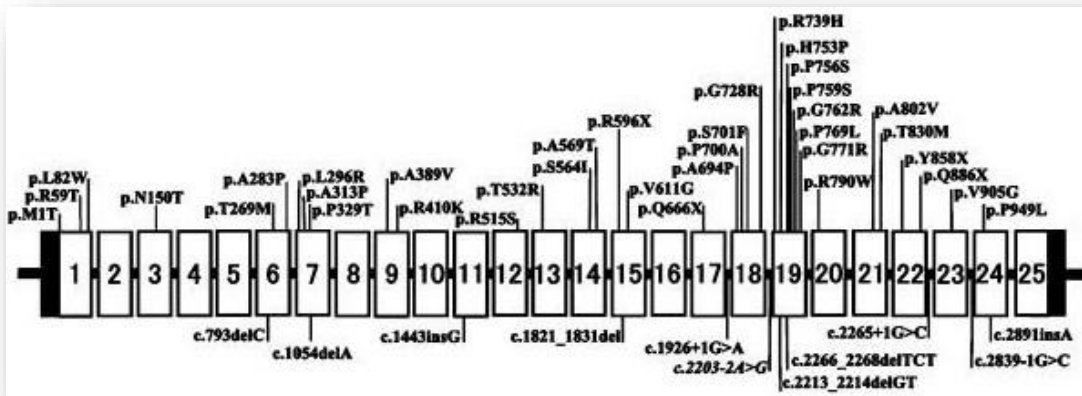 p.R739H
p.H753P
p.P756S
p.G728R
p.P759S
p.G762R
p.A802V
p.R596X
p.S701F
p.P769L
p.T830M
p.A569T
p.P700A
p.G771R
p.L82W
p.A283P
p.L296R
p.A389V
p.S564I
p.A694P
p.Y858X
p.R59T
p.N150T
p.A313P
p.T532R
p.V611G
p.R790W
p.Q886X
p.M1T
p.T269M
p.P329T
p.R410K
p.R515S
p.Q666X
p.V905G
p.P949L
1 2 3 4 5 6 7 8 9 10 11 12 13 14 15 16 17 18 19 20 21 22 23 24 25
c.793delC
c.1443insG
c.1821_1831del
c.2265+1G>C
c.2891insA
c.1054delA
c.1926+1G>A
c.2203-2A>G
c.2266_2268delTCT
c.2839-1G>C
c.2213_2214delGT